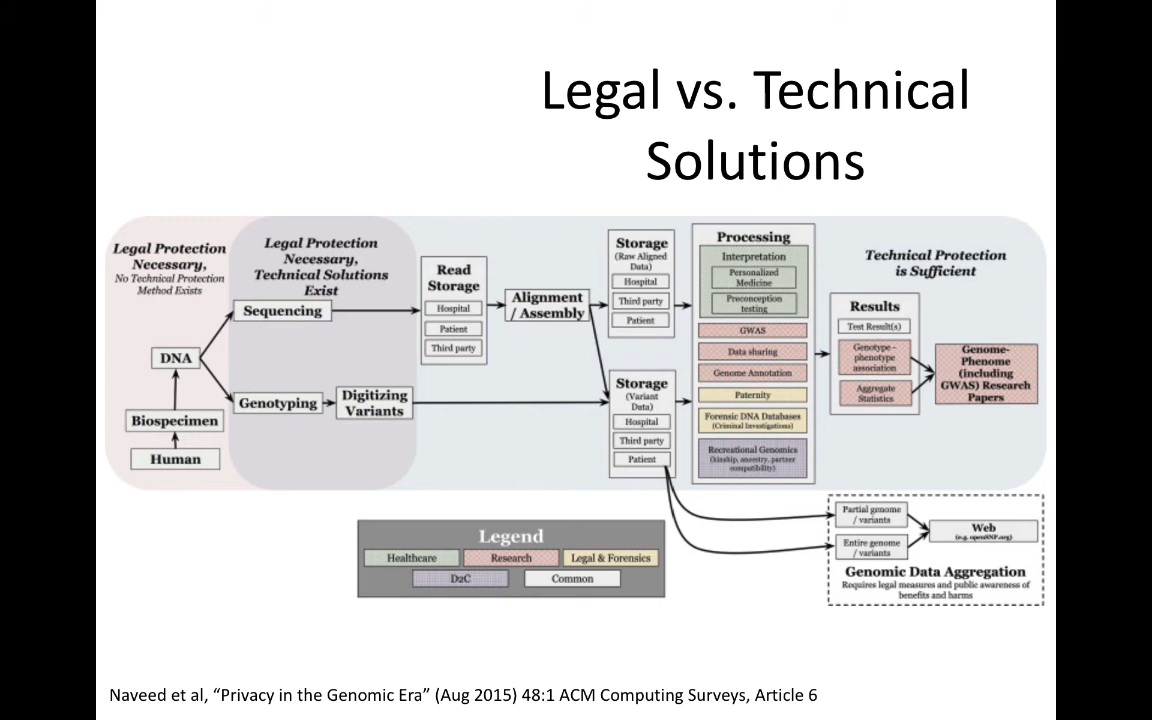 Legal vs. Technical
Solutions
Legal Protection
Necessary,
No Technical Protection
Method Exists
Legal Protection
Necessary,
Technical Solutions
Exist
Technical Protection
is Sufficient
Human
Biospecimen
DNA
Sequencing
Genotyping
Digitizing
Variants
Read
Storage
Hospital
Patient
Third party
Alignment
/ Assembly
Storage
(Raw Aligned
Data)
Hospital
Third party
Patient
Storage
(Variant
Data)
Hospital
Third party
Patient
Processing
Interpretation
Personalized
Medicine
Preconception
testing
GWAS
Data sharing
Genome Annotation
Paternity
Forensic DNA Databases
(Criminal Investigations)
Recreational Genomics
(kinship, ancestry, partner
compatibility)
Results
Test Result(s)
Genotype -
phenotype
association
Aggregate
Statistics
Genome-
Phenome
(including
GWAS) Research
Papers
Legend
Healthcare
Research
Legal & Forensics
D2C
Common
Partial genome
/ variants
Entire genome
/ variants
Web
(e.g. openSNP.org)
Genomic Data Aggregation
Requires legal measures and public awareness of
benefits and harms
Naveed et al, “Privacy in the Genomic Era” (Aug 2015) 48:1 ACM Computing Surveys, Article 6